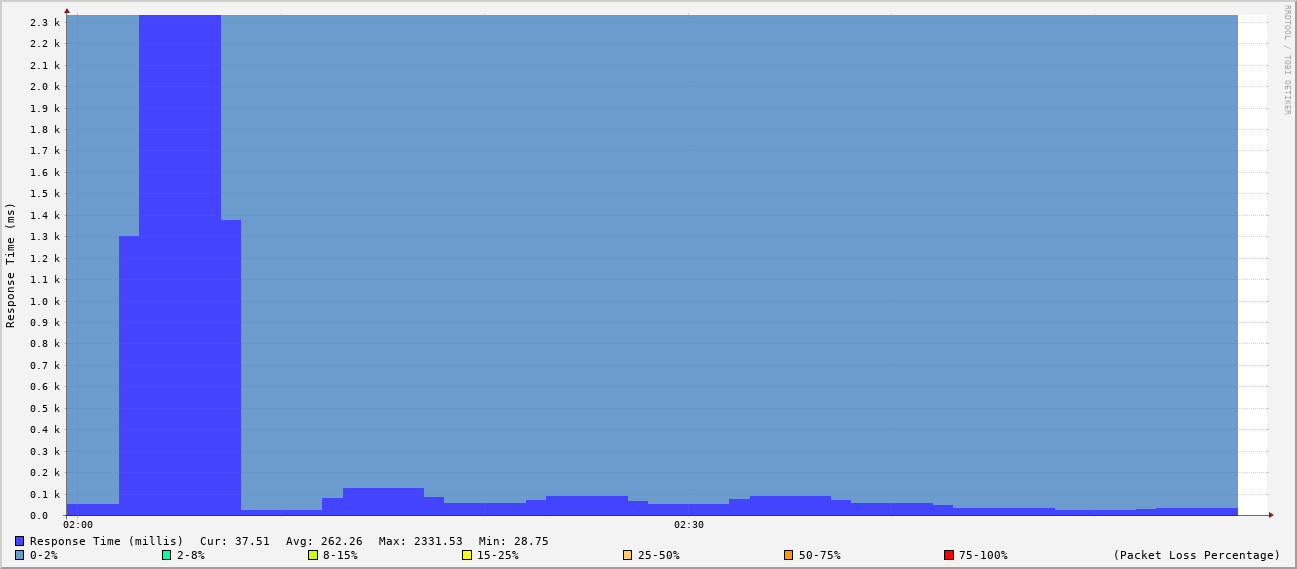 RRDTOOL / TOBI OETIKER
Response Time (ms)
2.3 k
2.2 k
2.1 k
2.0 k
1.9 k
1.8 k
1.7 k
1.6 k
1.5 k
1.4 k
1.3 k
1.2 k
1.1 k
1.0 k
0.9 k
0.8 k
0.7 k
0.6 k
0.5 k
0.4 k
0.3 k
0.2 k
0.1 k
0.0
02:00 02:30
Response Time (millis) Cur: 37.51 Avg: 262.26 Max: 2331.53 Min: 28.75
0-2% 2-8% 8-15% 15-25% 25-50% 50-75% 75-100% (Packet Loss Percentage)